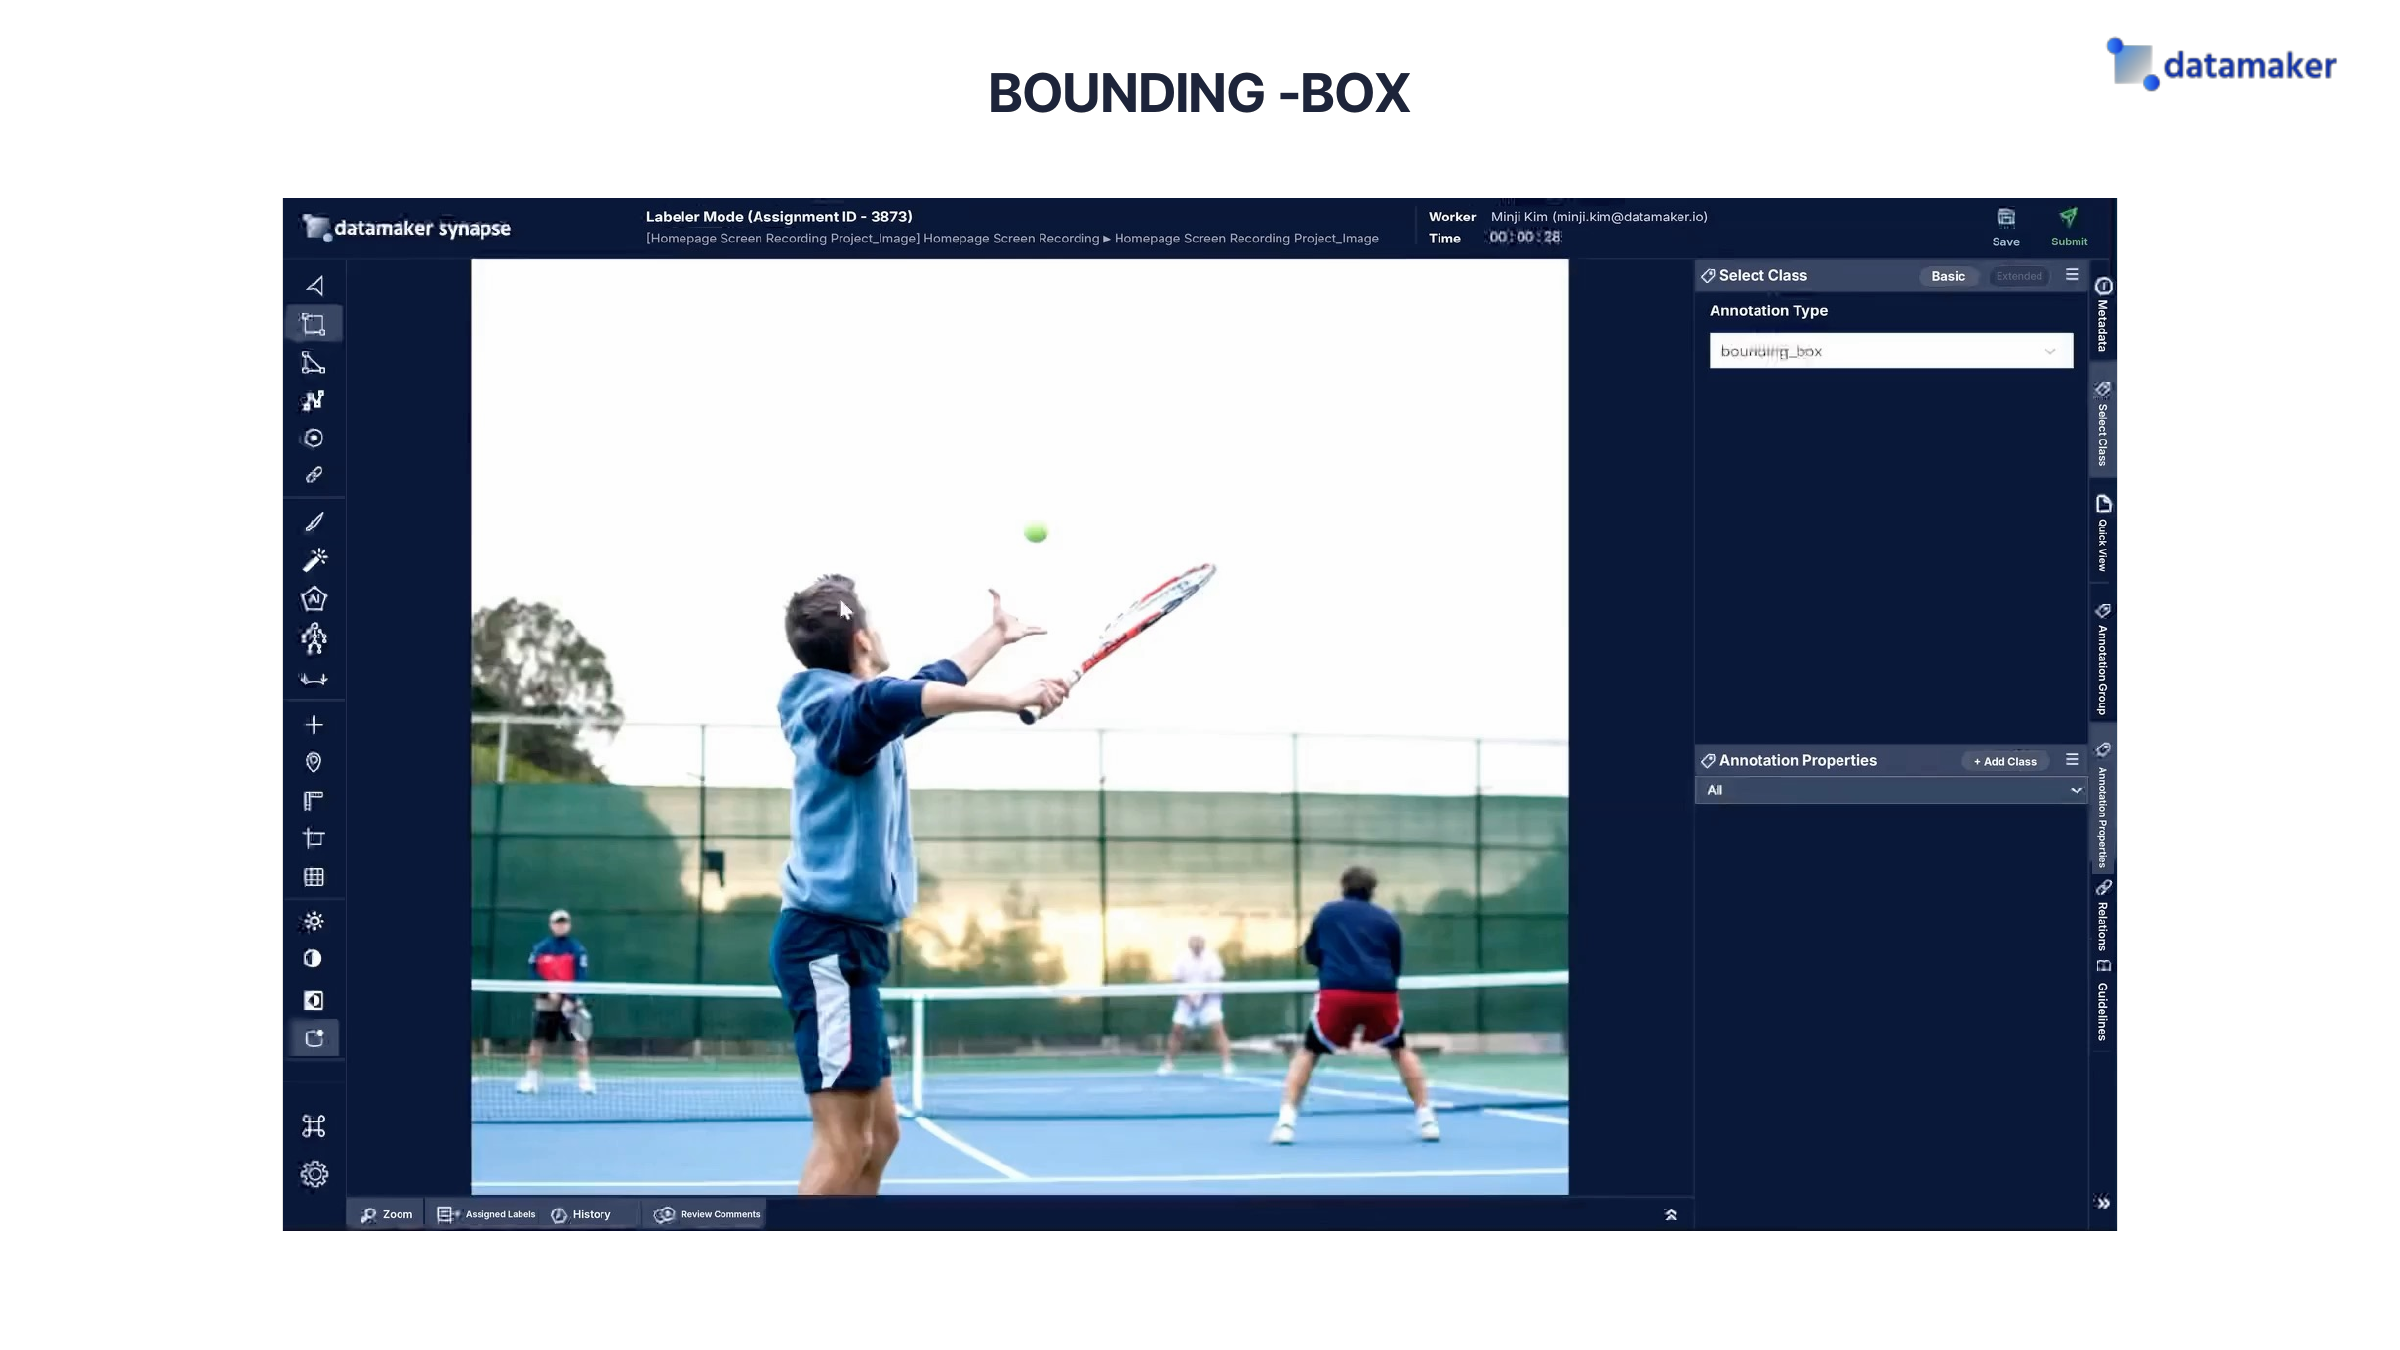 BOUNDING -BOX
datamaker
datamaker synapse
Labeler Mode (Assignment ID - 3873)
[Homepage Screen Recording Project_Image] Homepage Screen Recording ▸ Homepage Screen Recording Project_Image
Worker Minji Kim (minji.kim@datamaker.io)
Time 00:00:28
Save
Submit
Select Class
Basic
Extended
Annotation Type
bounding_box
Annotation Properties
+ Add Class
All
Metadata
Select Class
Quick View
Annotation Group
Annotation Properties
Relations
Guidelines
AI
Zoom
Assigned Labels
History
Review Comments